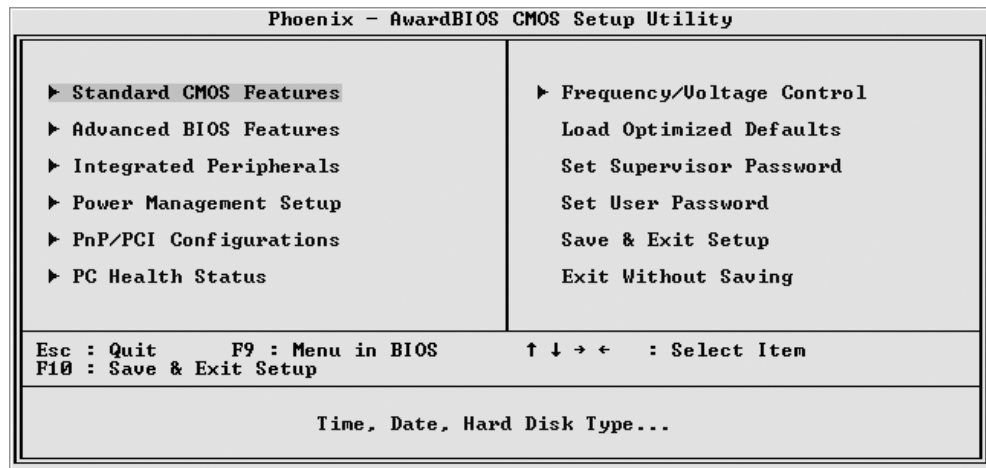 Phoenix - AwardBIOS CMOS Setup Utility
▶ Standard CMOS Features
▶ Advanced BIOS Features
▶ Integrated Peripherals
▶ Power Management Setup
▶ PnP/PCI Configurations
▶ PC Health Status
▶ Frequency/Voltage Control
Load Optimized Defaults
Set Supervisor Password
Set User Password
Save & Exit Setup
Exit Without Saving
Esc : Quit F9 : Menu in BIOS ↑ ↓ → ← : Select Item
F10 : Save & Exit Setup
Time, Date, Hard Disk Type...